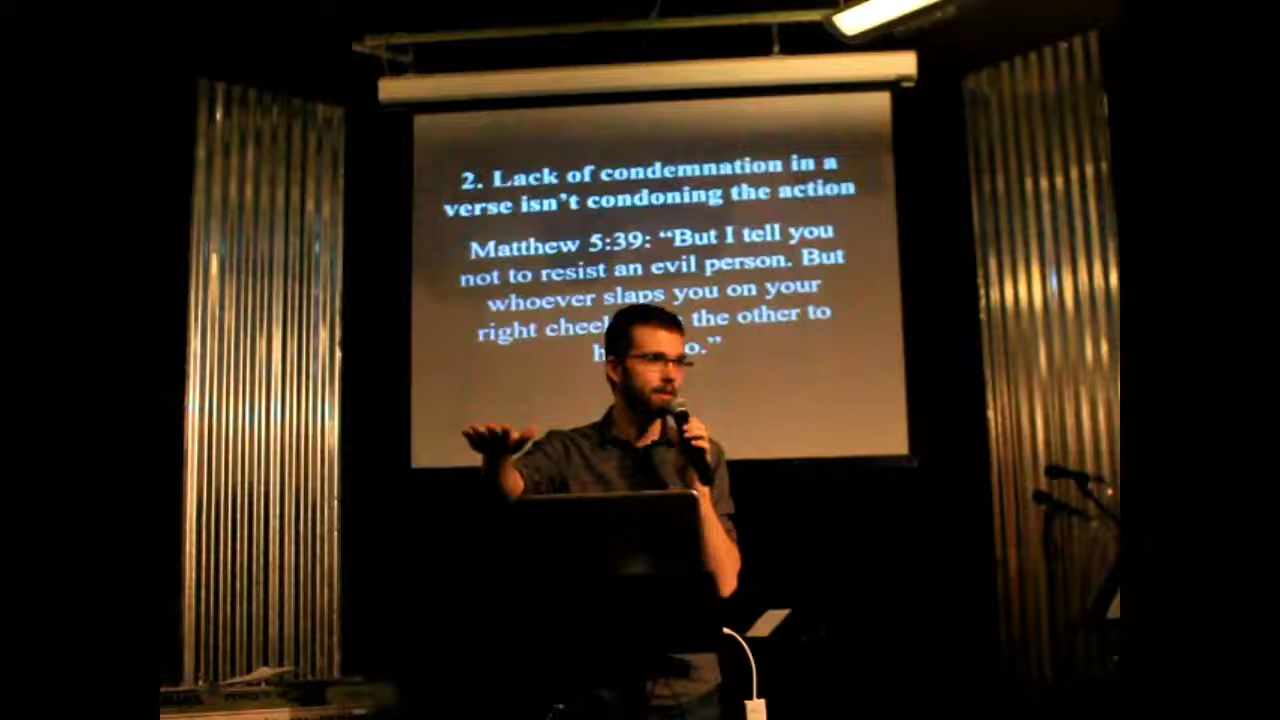 2. Lack of condemnation in a
verse isn't condoning the action
Matthew 5:39: “But I tell you
not to resist an evil person. But
whoever slaps you on your
right cheek the other to
o.”